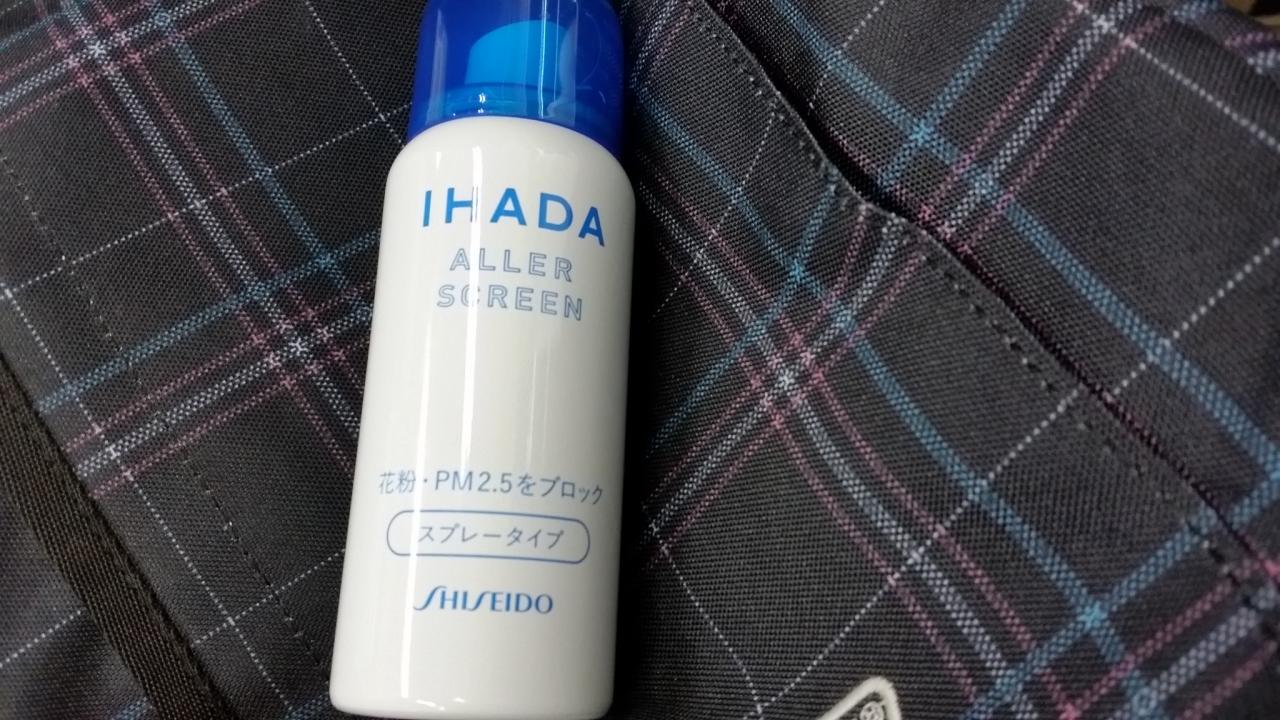 IHADA
ALLER
SCREEN
花粉・PM2.5をブロック
スプレータイプ
SHISEIDO